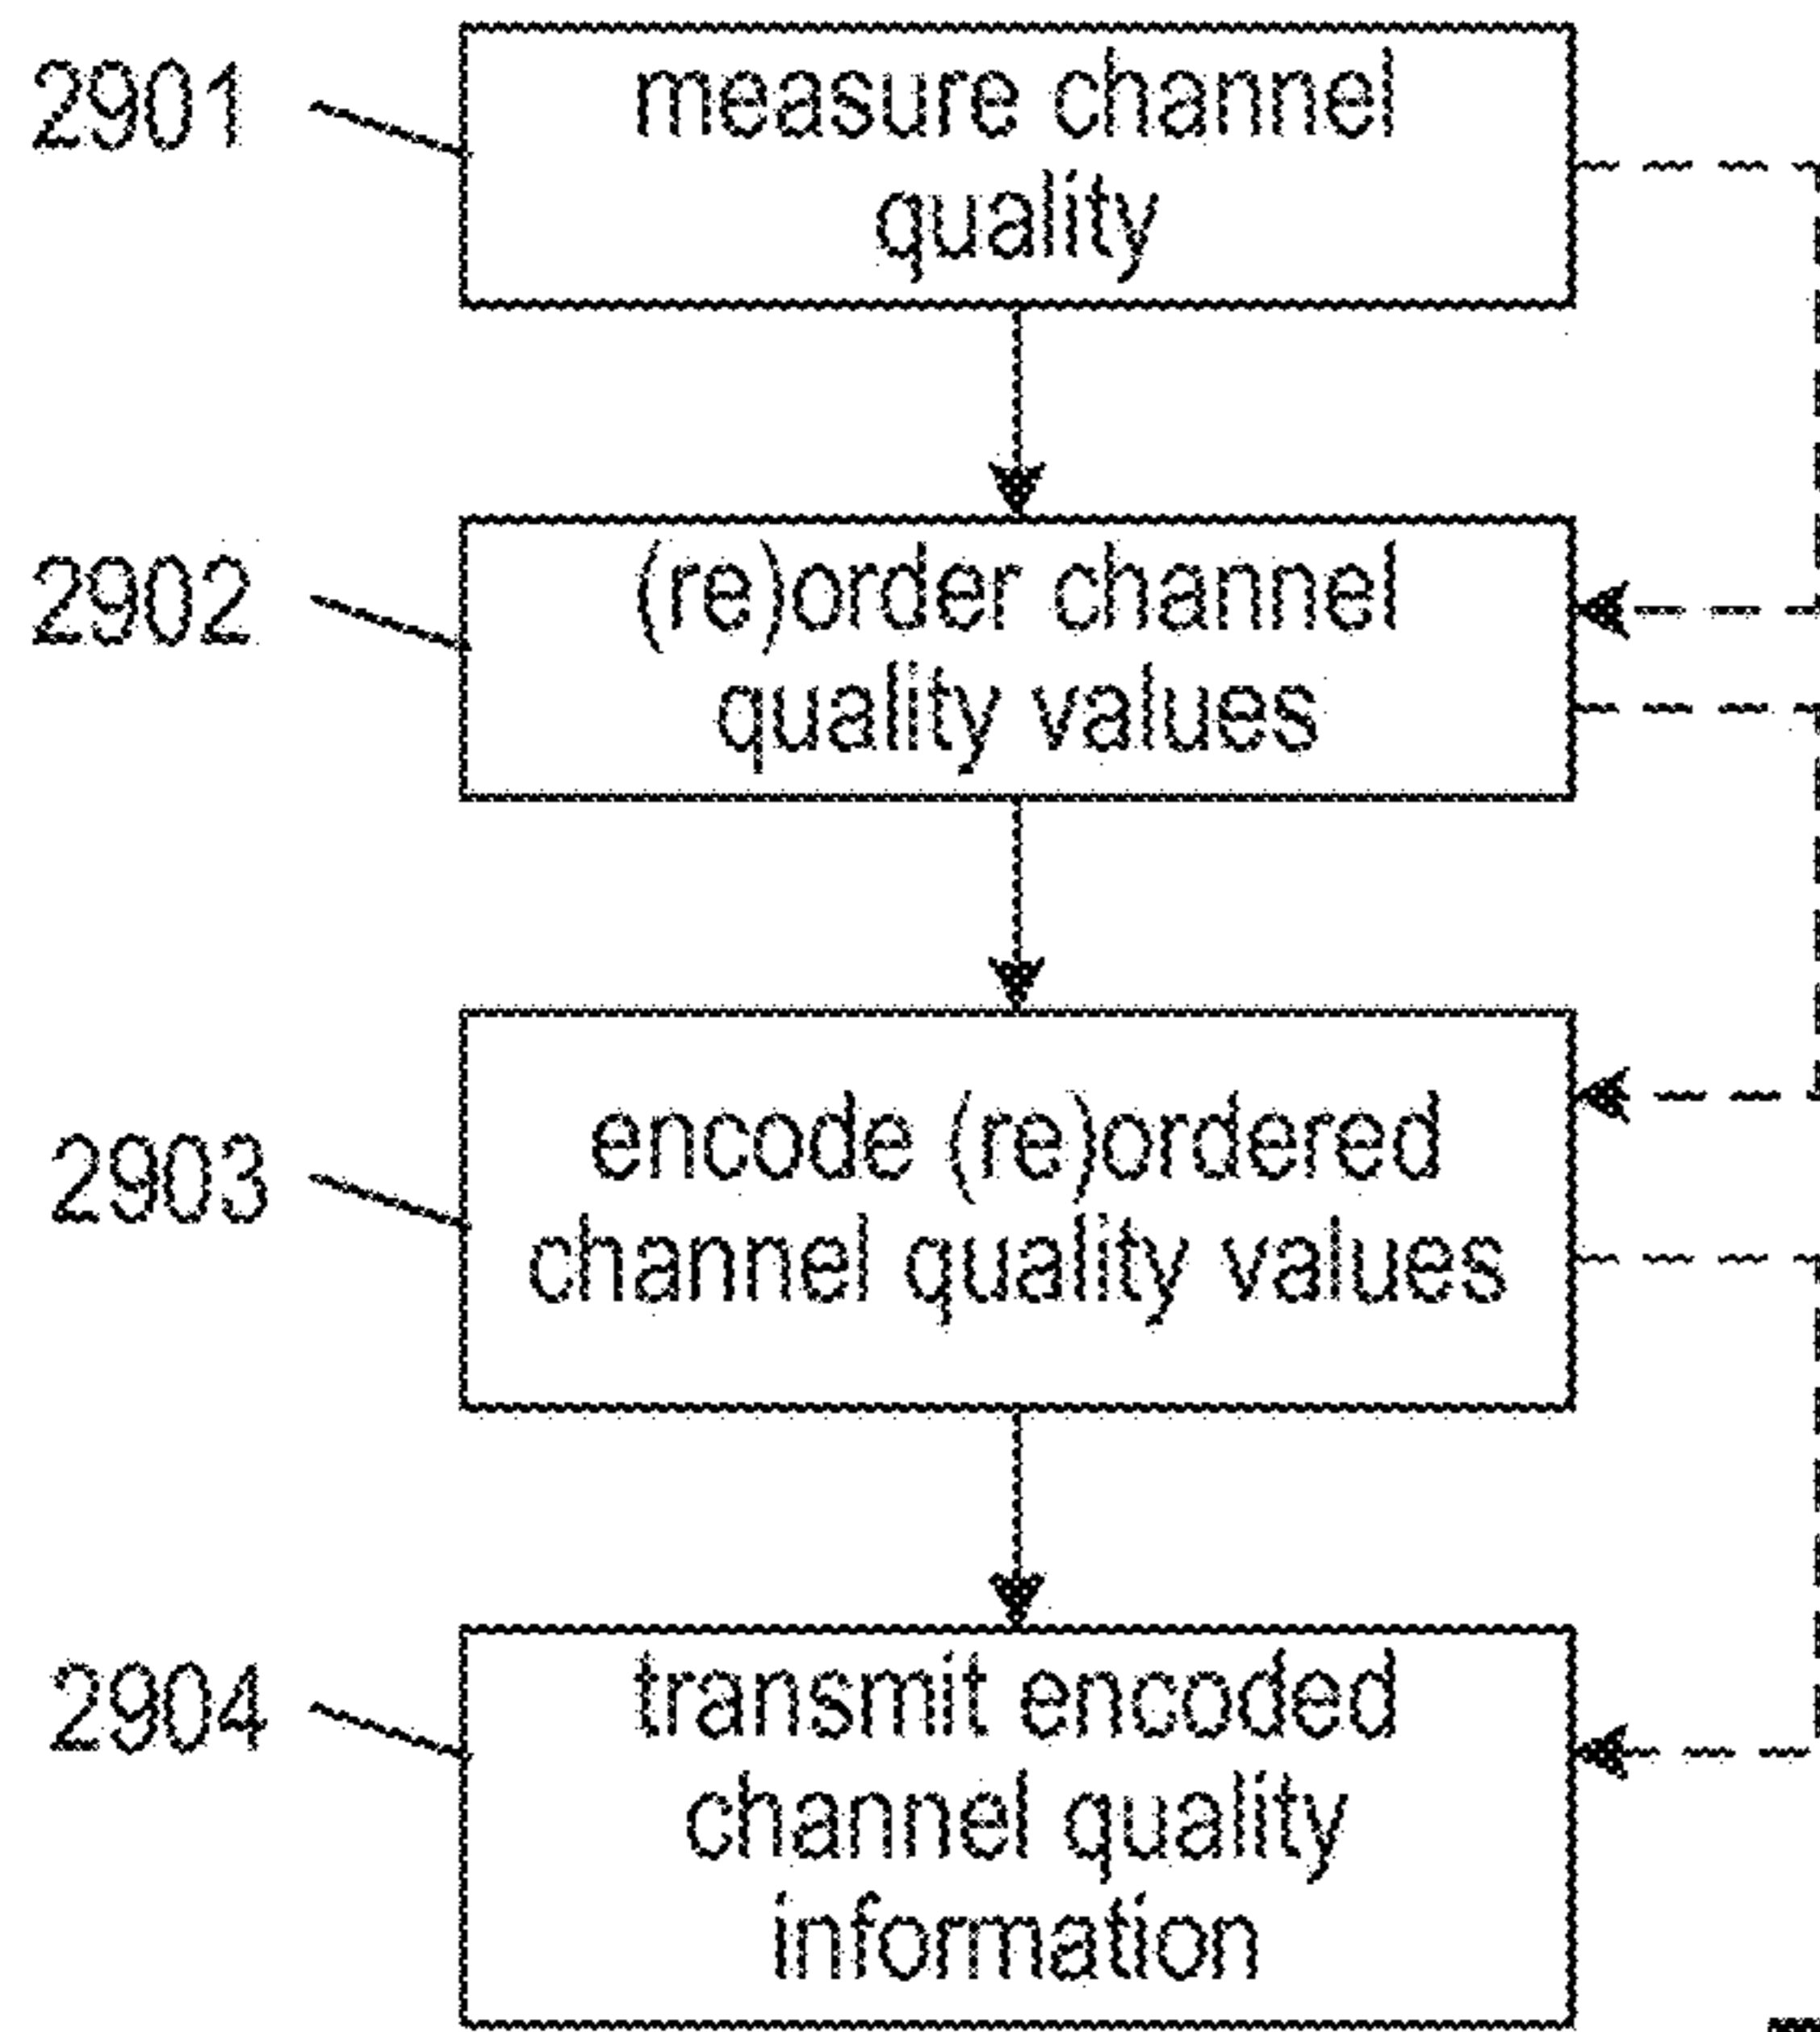 2901
measure channel
quality
2902
(re)order channel
quality values
2903
encode (re)ordered
channel quality values
2904
transmit encoded
channel quality
information